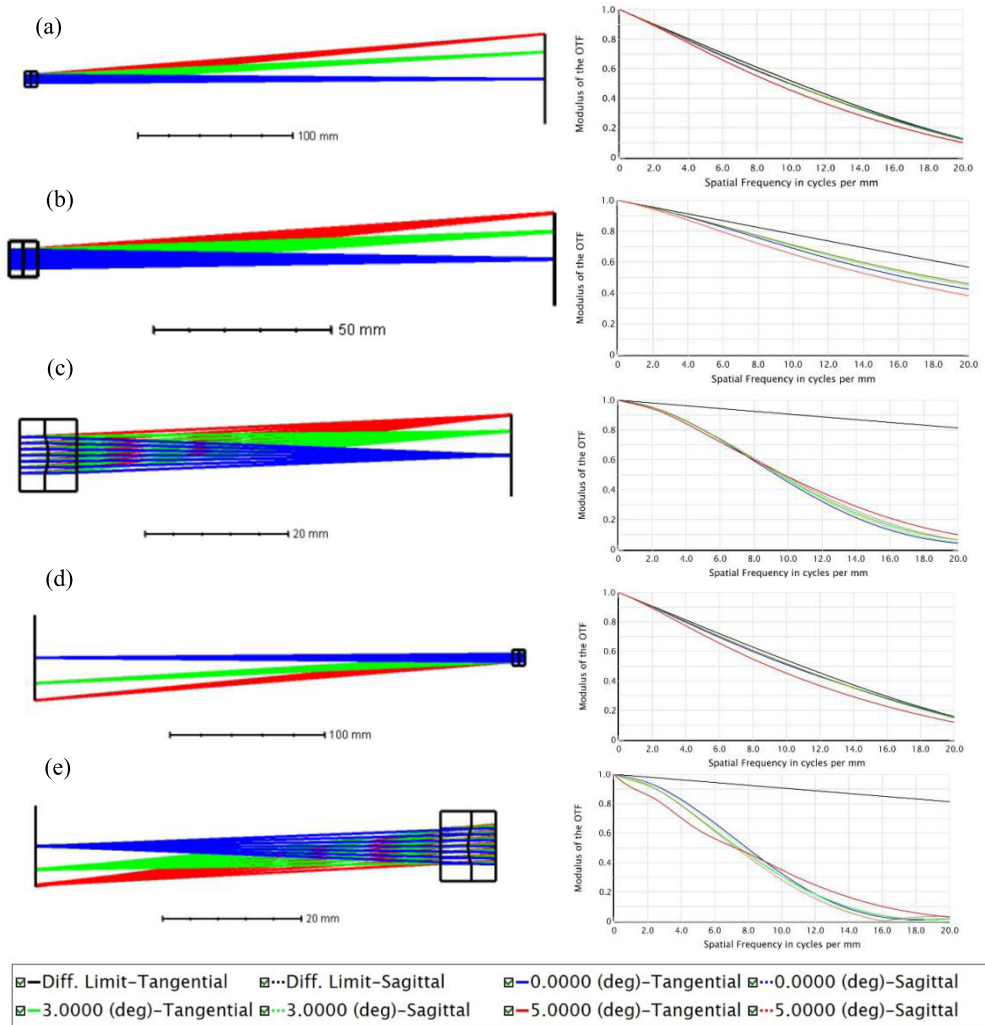 (a)
100 mm
Modulus of the OTF
1.0
0.8
0.6
0.4
0.2
0
0 2.0 4.0 6.0 8.0 10.0 12.0 14.0 16.0 18.0 20.0
Spatial Frequency in cycles per mm
(b)
50 mm
Modulus of the OTF
1.0
0.8
0.6
0.4
0.2
0
0 2.0 4.0 6.0 8.0 10.0 12.0 14.0 16.0 18.0 20.0
Spatial Frequency in cycles per mm
(c)
20 mm
Modulus of the OTF
1.0
0.8
0.6
0.4
0.2
0
0 2.0 4.0 6.0 8.0 10.0 12.0 14.0 16.0 18.0 20.0
Spatial Frequency in cycles per mm
(d)
100 mm
Modulus of the OTF
1.0
0.8
0.6
0.4
0.2
0
0 2.0 4.0 6.0 8.0 10.0 12.0 14.0 16.0 18.0 20.0
Spatial Frequency in cycles per mm
(e)
20 mm
Modulus of the OTF
1.0
0.8
0.6
0.4
0.2
0
0 2.0 4.0 6.0 8.0 10.0 12.0 14.0 16.0 18.0 20.0
Spatial Frequency in cycles per mm
Diff. Limit-Tangential Diff. Limit-Sagittal 0.0000 (deg)-Tangential 0.0000 (deg)-Sagittal
3.0000 (deg)-Tangential 3.0000 (deg)-Sagittal 5.0000 (deg)-Tangential 5.0000 (deg)-Sagittal